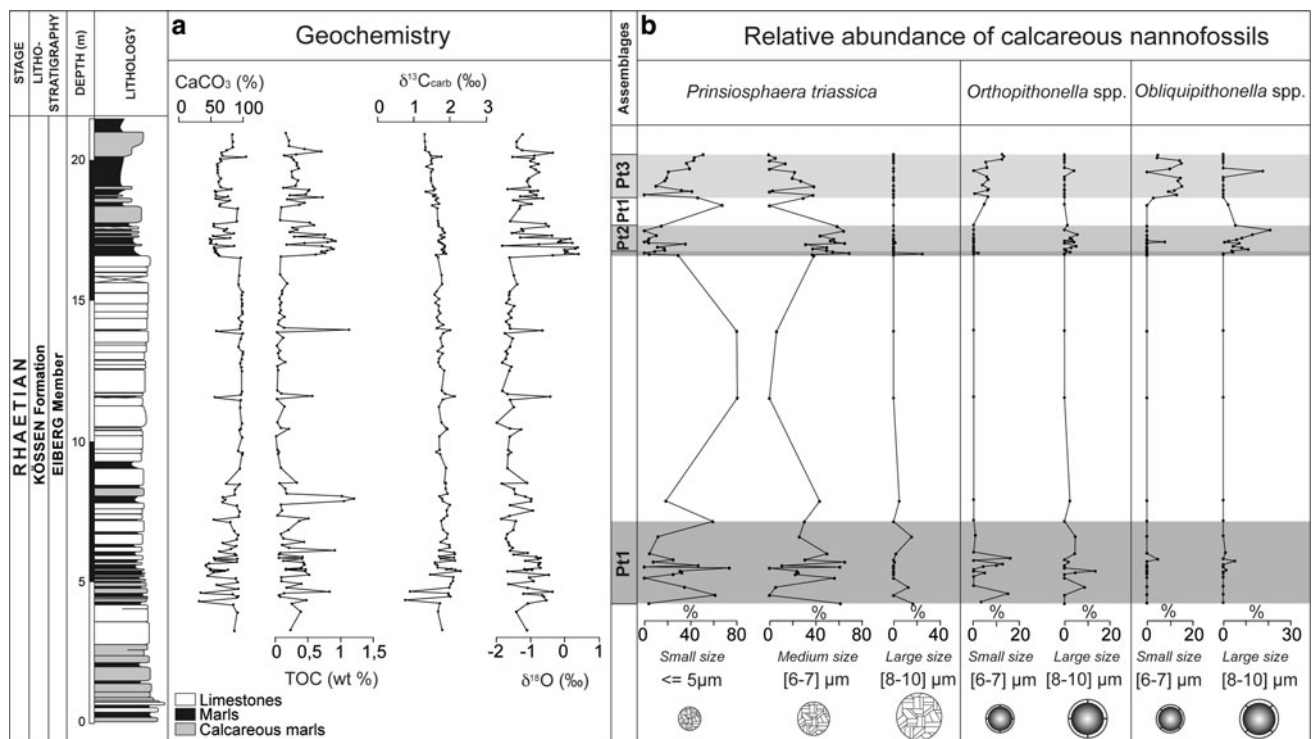 a
b
Geochemistry
Relative abundance of calcareous nannofossils
STAGE
LITHO-
STRATIGRAPHY
DEPTH (m)
LITHOLOGY
Assemblages
CaCO₃ (%)
0 50 100
δ¹³Ccarb (‰)
0 1 2 3
Prinsiosphaera triassica
Orthopithonella spp.
Obliquipithonella spp.
RHAETIAN
KÖSSEN Formation
EIBERG Member
20
15
10
5
0
Pt3
Pt1
Pt2
Pt1
0 0,5 1 1,5
TOC (wt %)
-2 -1 0 1
δ¹⁸O (‰)
Limestones
Marls
Calcareous marls
% % % % % %
0 40 80
0 40 80
0 40
0 20
0 20
0 20
0 30
Small size
<= 5µm
Medium size
[6-7] µm
Large size
[8-10] µm
Small size
[6-7] µm
Large size
[8-10] µm
Small size
[6-7] µm
Large size
[8-10] µm